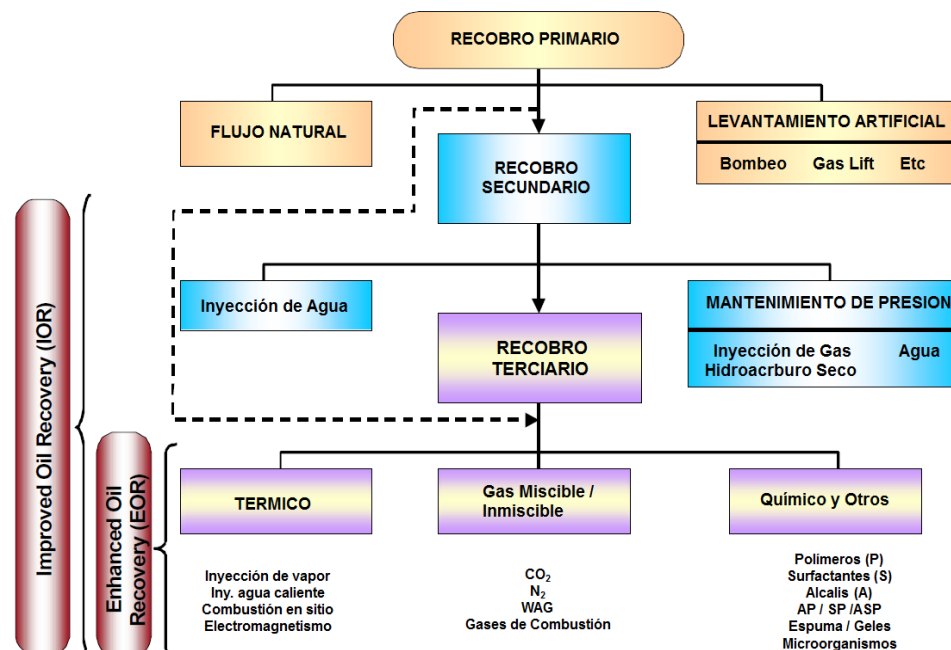 RECOBRO PRIMARIO
FLUJO NATURAL
LEVANTAMIENTO ARTIFICIAL
Bombeo Gas Lift Etc
RECOBRO
SECUNDARIO
Inyección de Agua
MANTENIMIENTO DE PRESION
Inyección de Gas Agua
Hidroacrburo Seco
RECOBRO
TERCIARIO
Improved Oil Recovery (IOR)
Enhanced Oil
Recovery (EOR)
TERMICO
Gas Miscible /
Inmiscible
Químico y Otros
Inyección de vapor
Iny. agua caliente
Combustión en sitio
Electromagnetismo
CO₂
N₂
WAG
Gases de Combustión
Polímeros (P)
Surfactantes (S)
Alcalis (A)
AP / SP /ASP
Espuma / Geles
Microorganismos